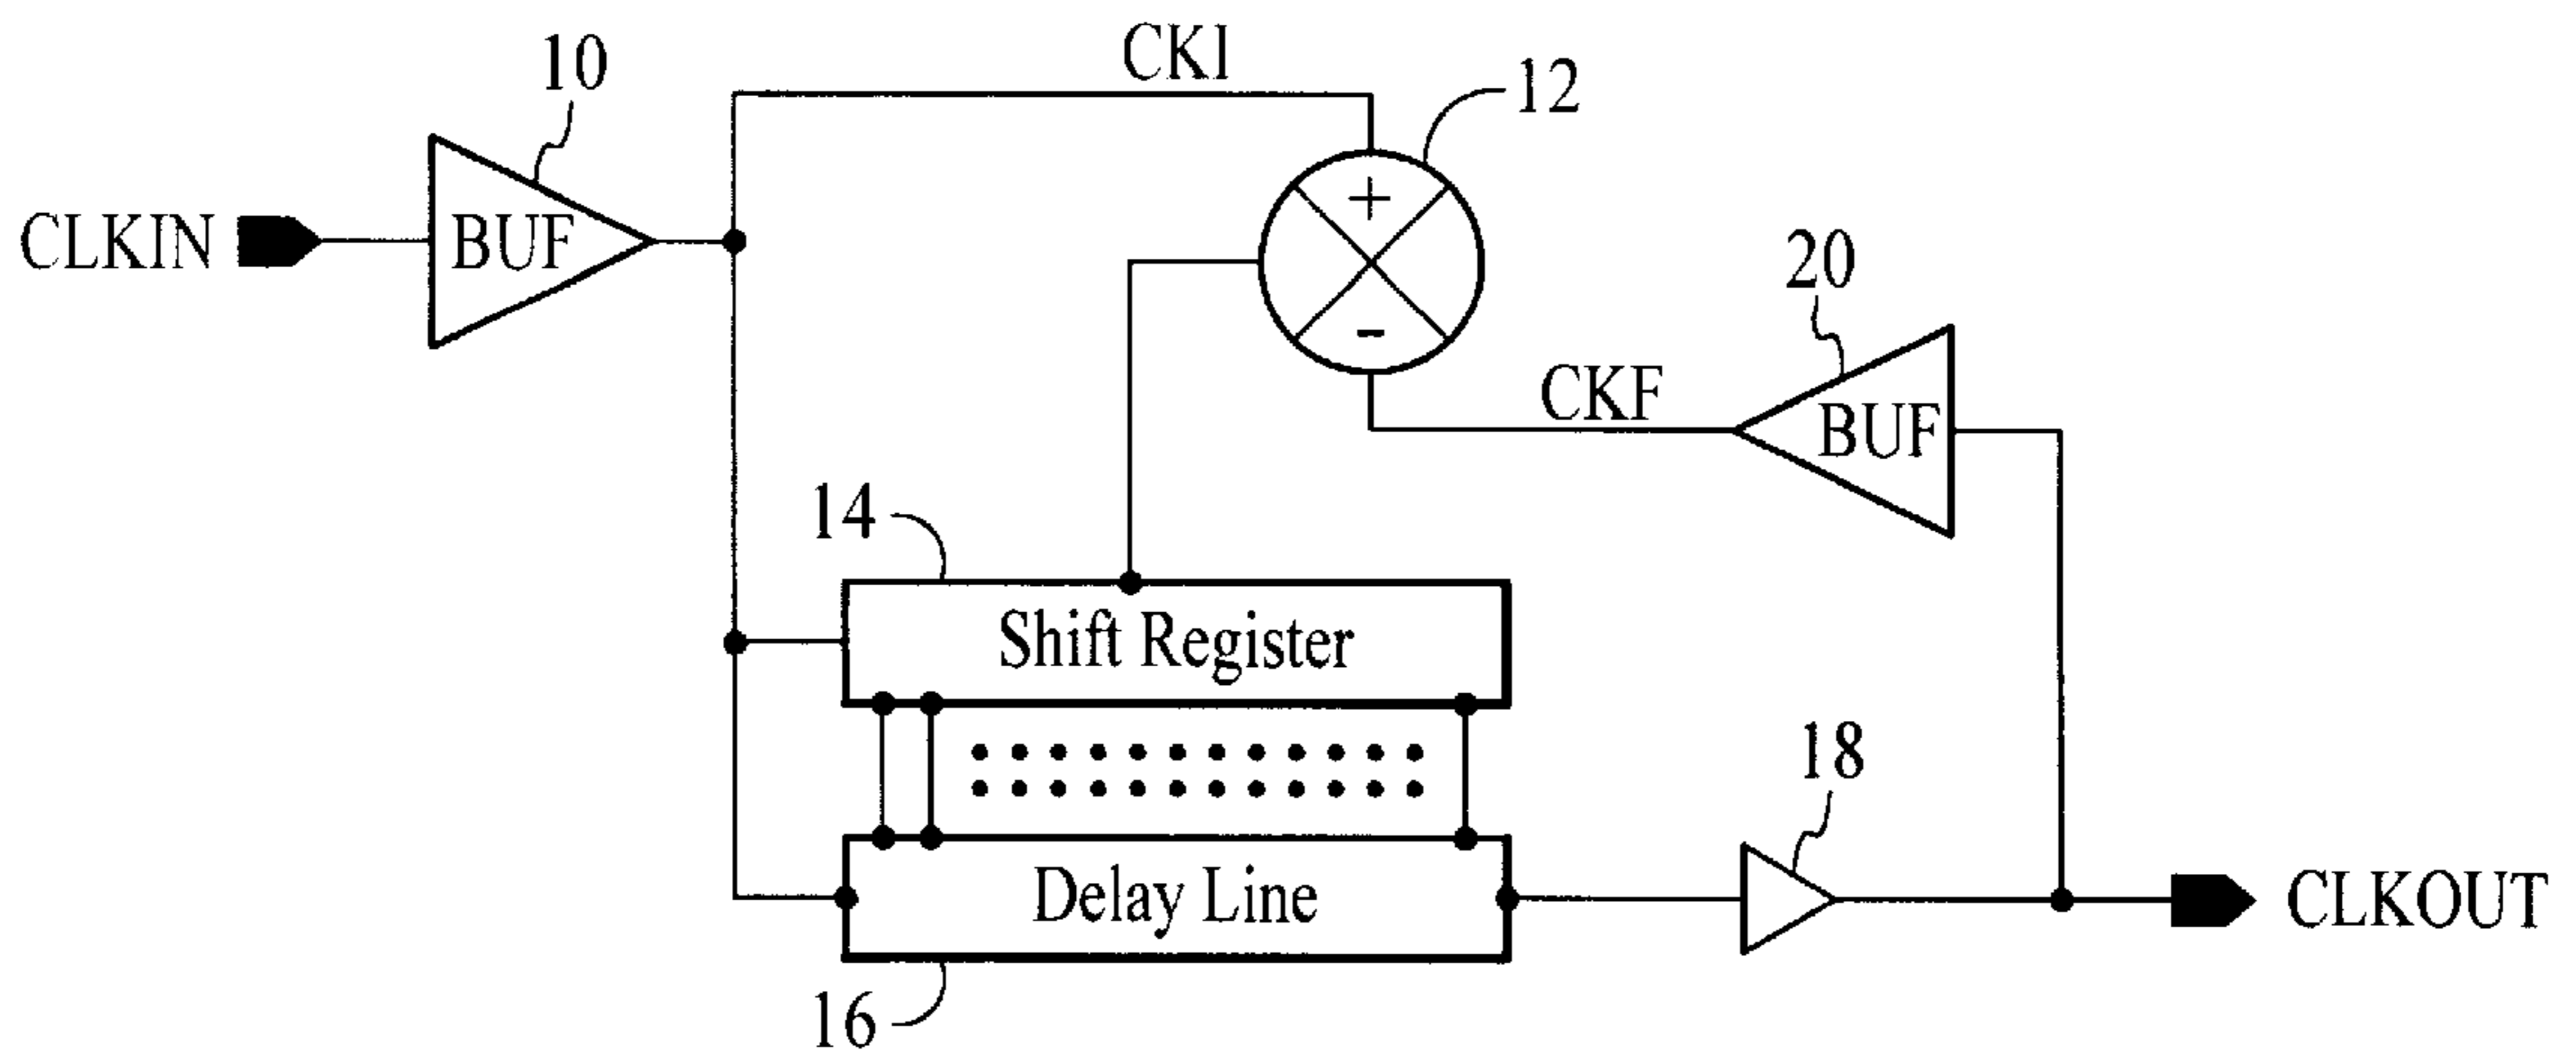 10
CKI
12
+
CLKIN
BUF
-
20
CKF
BUF
14
Shift Register
18
Delay Line
CLKOUT
16